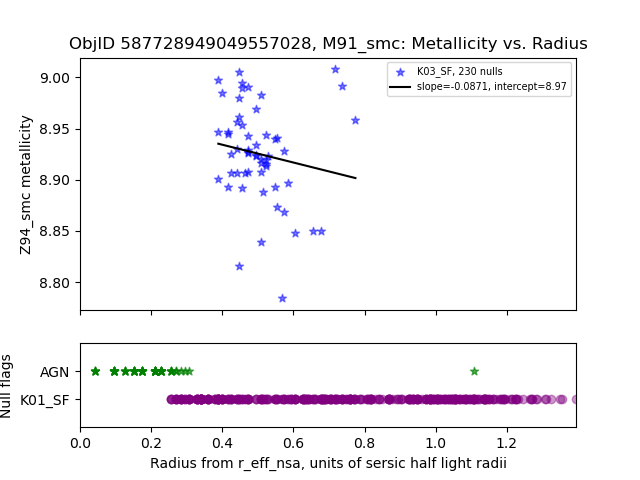 ObjID 587728949049557028, M91_smc: Metallicity vs. Radius
Z94_smc metallicity
9.00
8.95
8.90
8.85
8.80
K03_SF, 230 nulls
slope=-0.0871, intercept=8.97
Null flags
AGN
K01_SF
0.0 0.2 0.4 0.6 0.8 1.0 1.2
Radius from r_eff_nsa, units of sersic half light radii